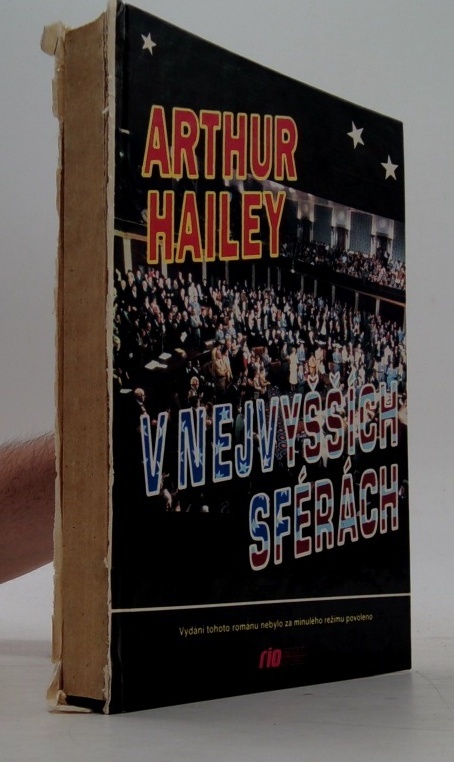 ARTHUR
HAILEY
V NEJVYŠŠÍCH
SFÉRÁCH
Vydání tohoto románu nebylo za minulého režimu povoleno
rio